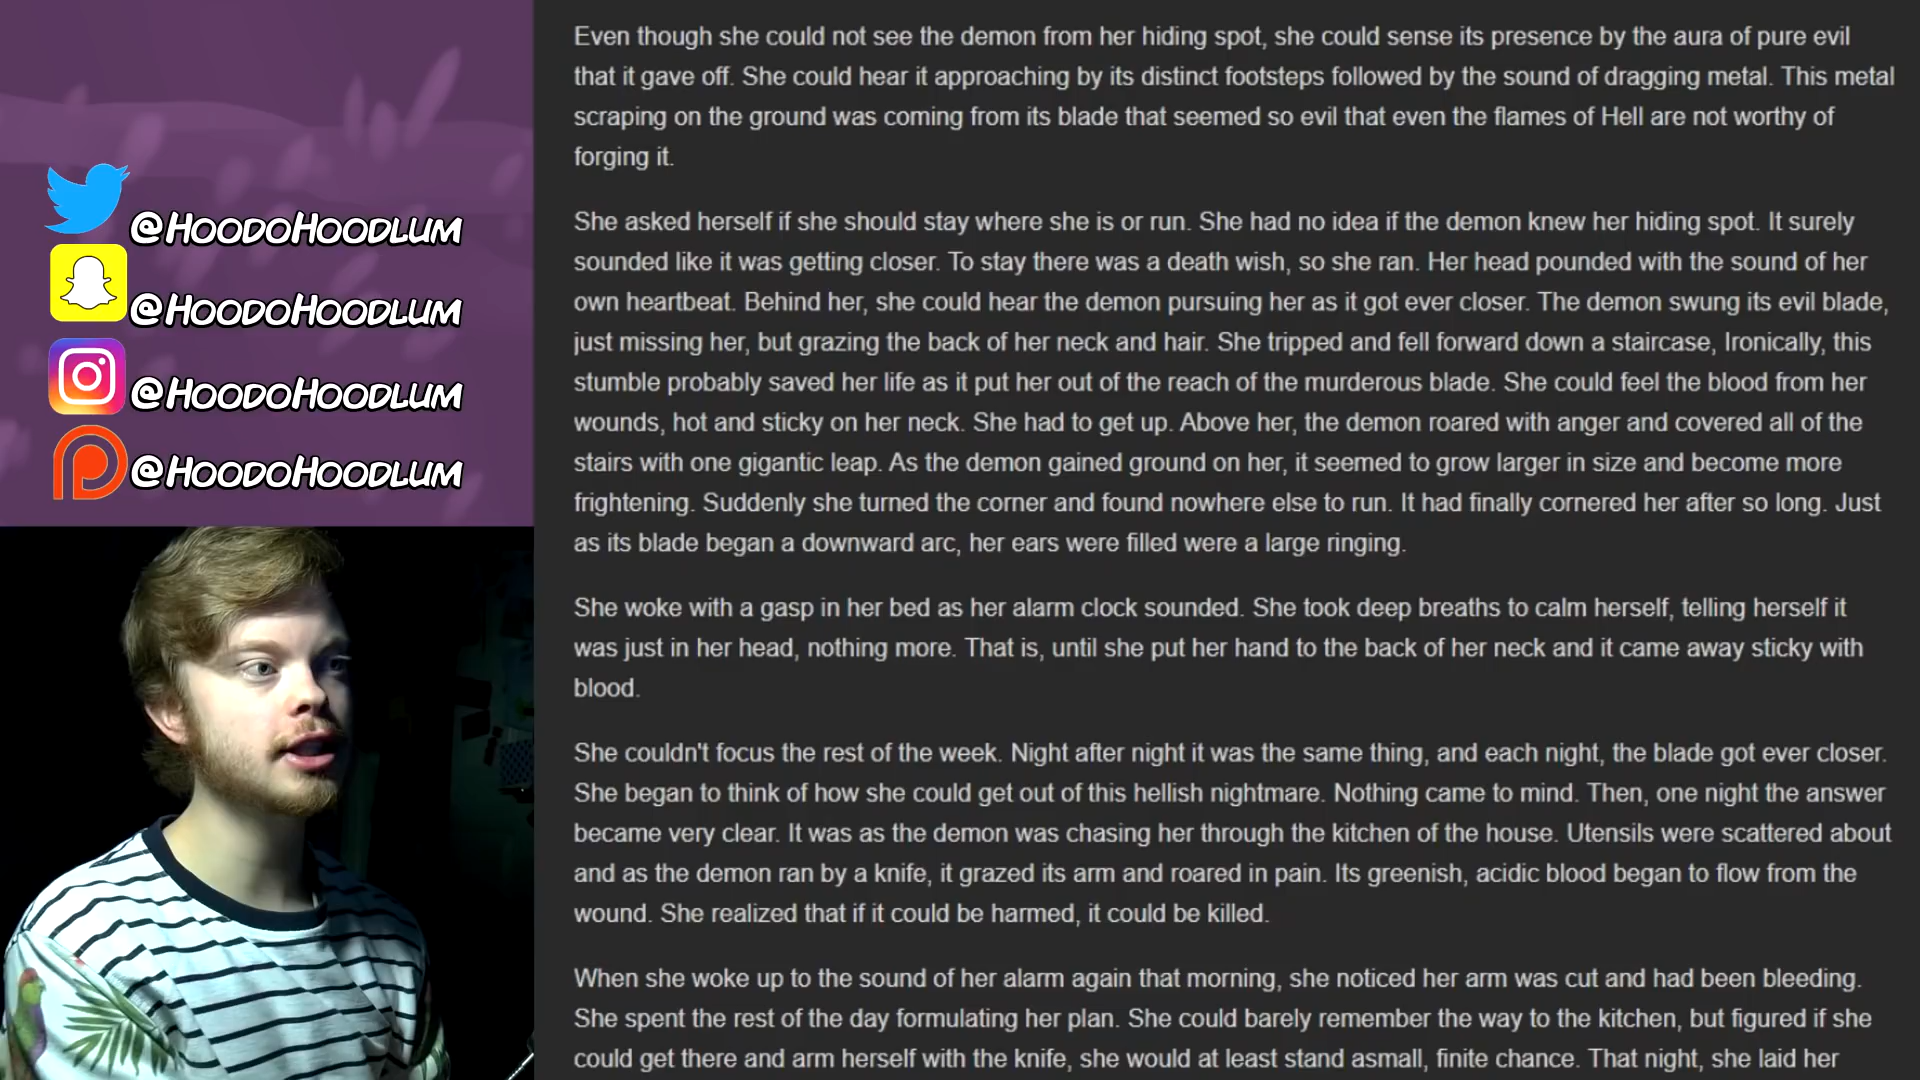 @HoodoHoodlum
@HoodoHoodlum
@HoodoHoodlum
@HoodoHoodlum
Even though she could not see the demon from her hiding spot, she could sense its presence by the aura of pure evil
that it gave off. She could hear it approaching by its distinct footsteps followed by the sound of dragging metal. This metal
scraping on the ground was coming from its blade that seemed so evil that even the flames of Hell are not worthy of
forging it.
She asked herself if she should stay where she is or run. She had no idea if the demon knew her hiding spot. It surely
sounded like it was getting closer. To stay there was a death wish, so she ran. Her head pounded with the sound of her
own heartbeat. Behind her, she could hear the demon pursuing her as it got ever closer. The demon swung its evil blade,
just missing her, but grazing the back of her neck and hair. She tripped and fell forward down a staircase, Ironically, this
stumble probably saved her life as it put her out of the reach of the murderous blade. She could feel the blood from her
wounds, hot and sticky on her neck. She had to get up. Above her, the demon roared with anger and covered all of the
stairs with one gigantic leap. As the demon gained ground on her, it seemed to grow larger in size and become more
frightening. Suddenly she turned the corner and found nowhere else to run. It had finally cornered her after so long. Just
as its blade began a downward arc, her ears were filled were a large ringing.
She woke with a gasp in her bed as her alarm clock sounded. She took deep breaths to calm herself, telling herself it
was just in her head, nothing more. That is, until she put her hand to the back of her neck and it came away sticky with
blood.
She couldn't focus the rest of the week. Night after night it was the same thing, and each night, the blade got ever closer.
She began to think of how she could get out of this hellish nightmare. Nothing came to mind. Then, one night the answer
became very clear. It was as the demon was chasing her through the kitchen of the house. Utensils were scattered about
and as the demon ran by a knife, it grazed its arm and roared in pain. Its greenish, acidic blood began to flow from the
wound. She realized that if it could be harmed, it could be killed.
When she woke up to the sound of her alarm again that morning, she noticed her arm was cut and had been bleeding.
She spent the rest of the day formulating her plan. She could barely remember the way to the kitchen, but figured if she
could get there and arm herself with the knife, she would at least stand asmall, finite chance. That night, she laid her